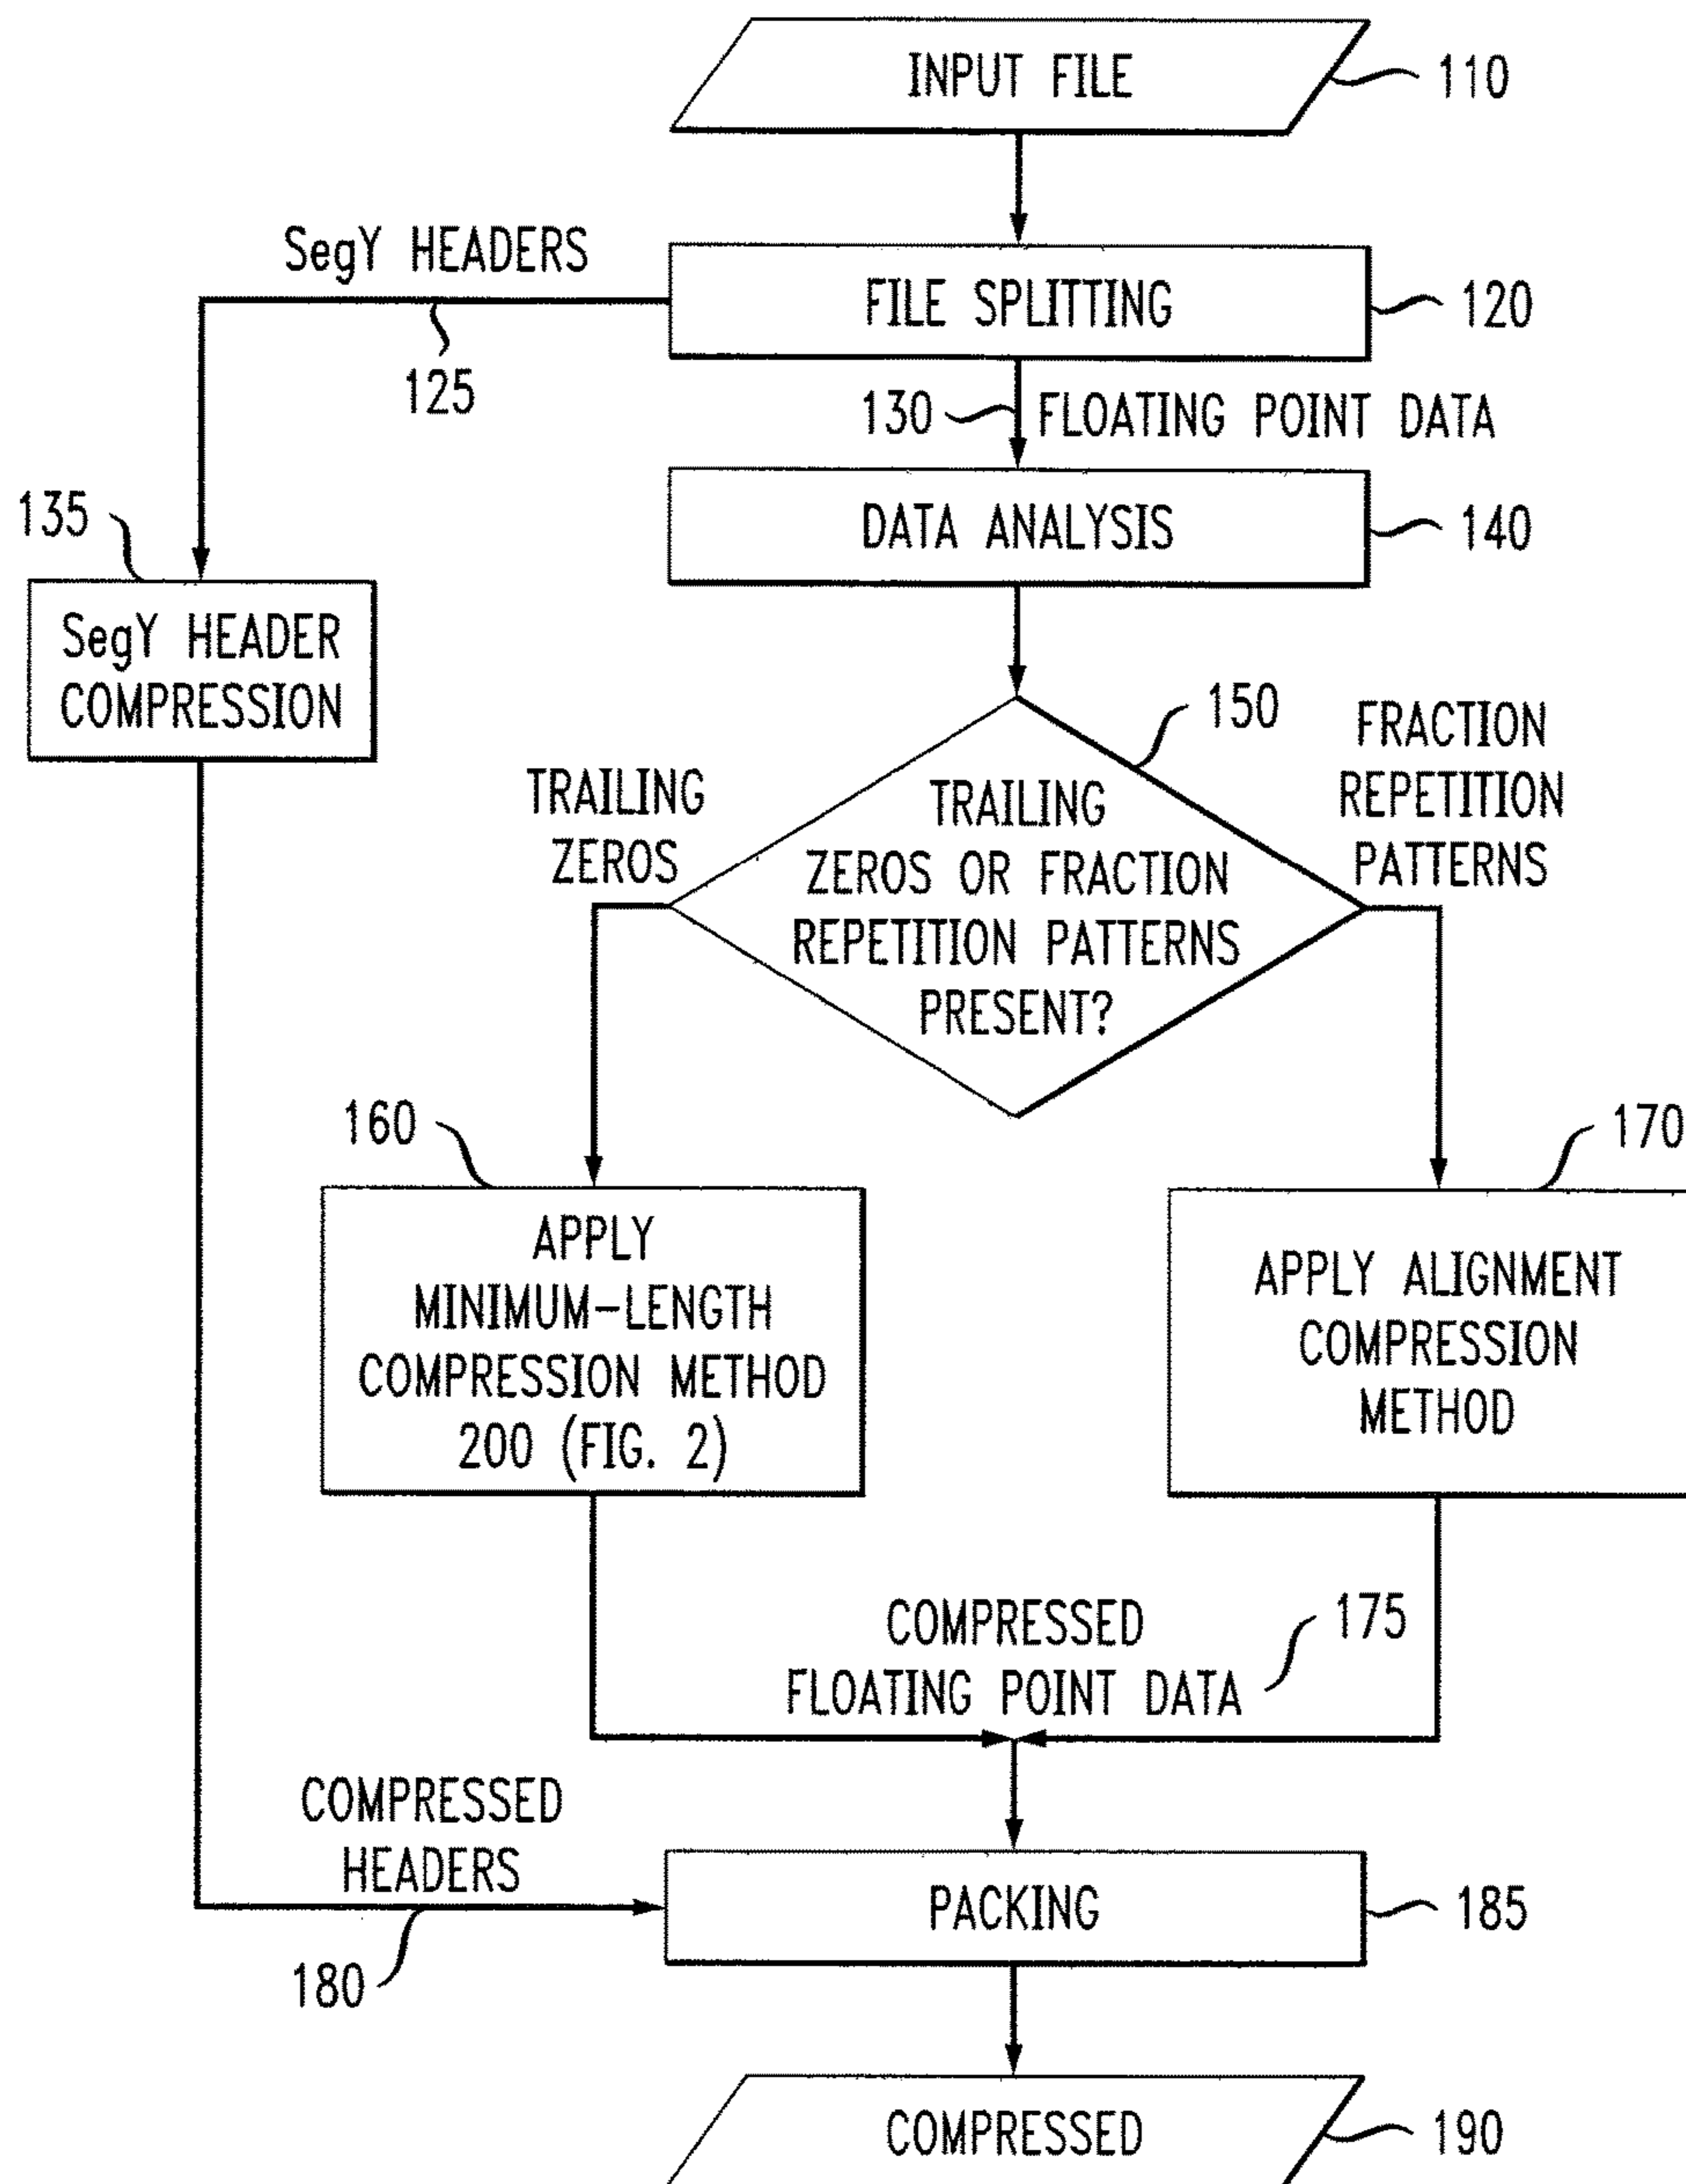 INPUT FILE
110
SegY HEADERS
FILE SPLITTING
120
125
130
FLOATING POINT DATA
135
DATA ANALYSIS
140
SegY HEADER
COMPRESSION
150
FRACTION
REPETITION
PATTERNS
TRAILING
ZEROS
TRAILING
ZEROS OR FRACTION
REPETITION PATTERNS
PRESENT?
160
170
APPLY
MINIMUM-LENGTH
COMPRESSION METHOD
200 (FIG. 2)
APPLY ALIGNMENT
COMPRESSION
METHOD
COMPRESSED
FLOATING POINT DATA
175
COMPRESSED
HEADERS
PACKING
185
180
COMPRESSED
190